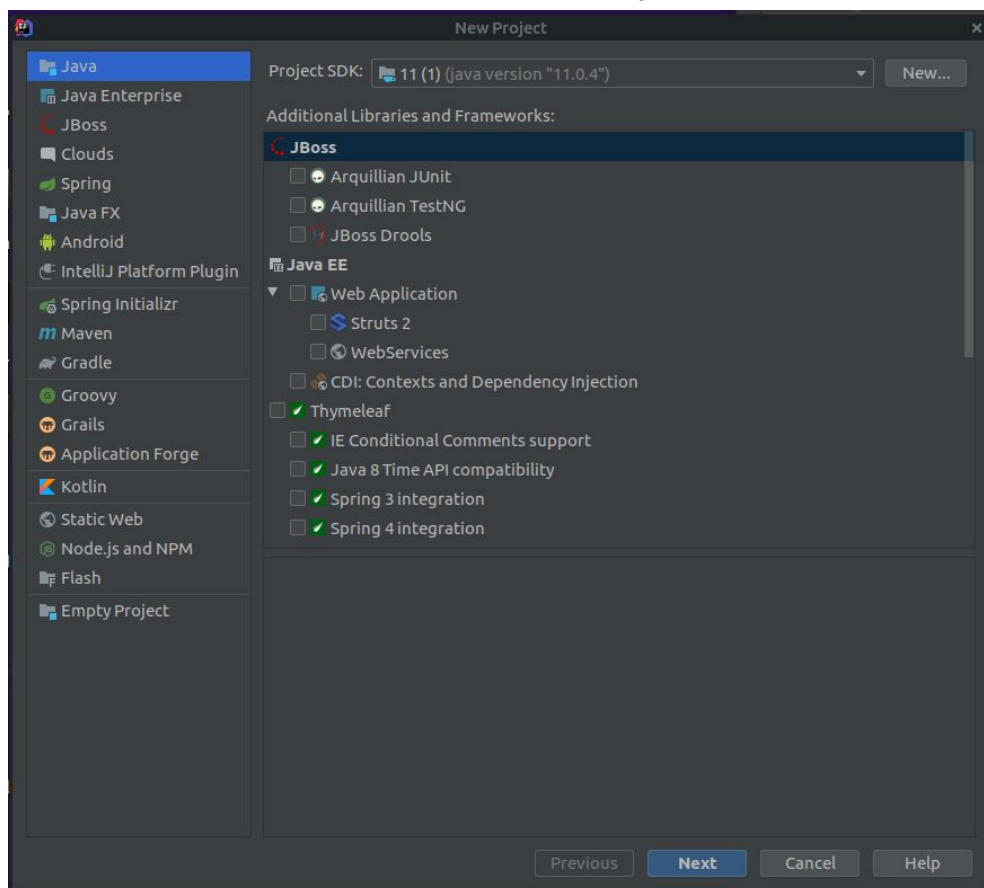 New Project
Java
Java Enterprise
JBoss
Clouds
Spring
Java FX
Android
IntelliJ Platform Plugin
Spring Initializr
Maven
Gradle
Groovy
Grails
Application Forge
Kotlin
Static Web
Node.js and NPM
Flash
Empty Project
Project SDK: 11 (1) (java version "11.0.4") New...
Additional Libraries and Frameworks:
JBoss
Arquillian JUnit
Arquillian TestNG
JBoss Drools
Java EE
Web Application
Struts 2
WebServices
CDI: Contexts and Dependency Injection
Thymeleaf
IE Conditional Comments support
Java 8 Time API compatibility
Spring 3 integration
Spring 4 integration
Previous Next Cancel Help